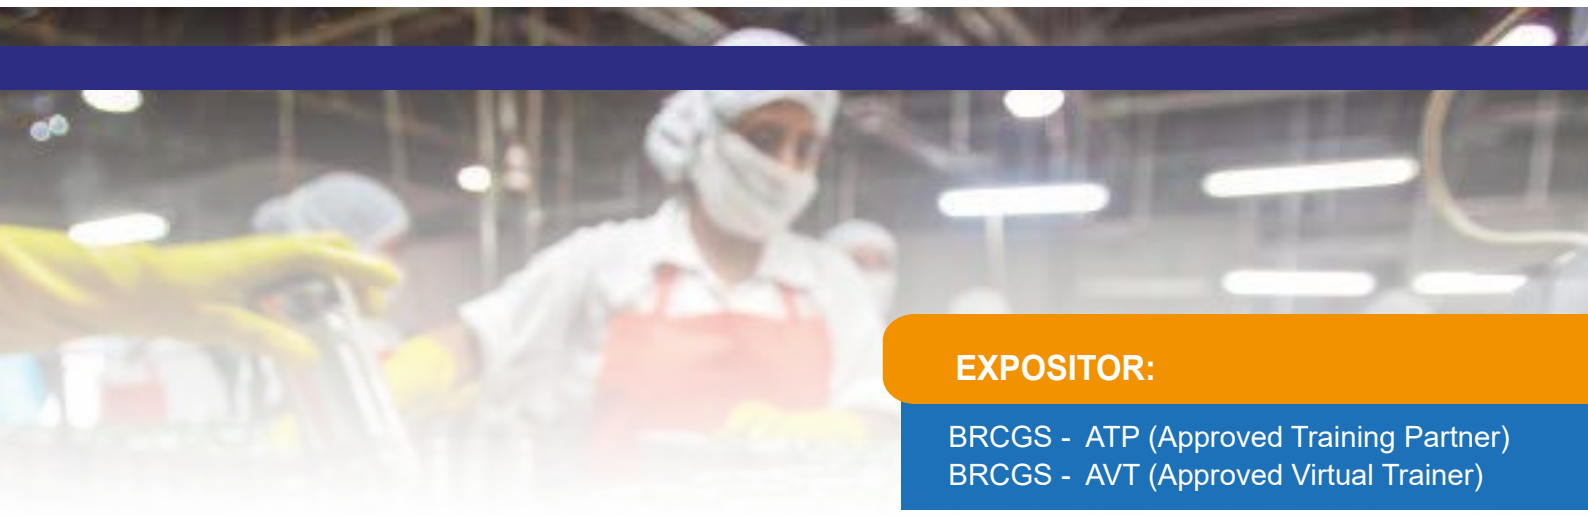 EXPOSITOR:
BRCGS - ATP (Approved Training Partner)
BRCGS - AVT (Approved Virtual Trainer)